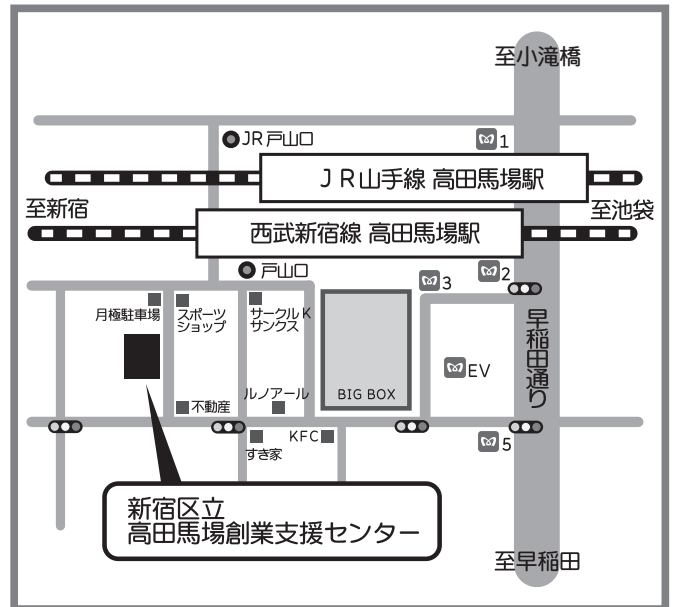 至小滝橋
JR戸山口
1
JR山手線 高田馬場駅
至新宿
至池袋
西武新宿線 高田馬場駅
戸山口
2
3
月極駐車場
スポーツ
ショップ
サークルK
サンクス
早稲田通り
EV
BIG BOX
不動産
ルノアール
KFC
5
すき家
新宿区立
高田馬場創業支援センター
至早稲田